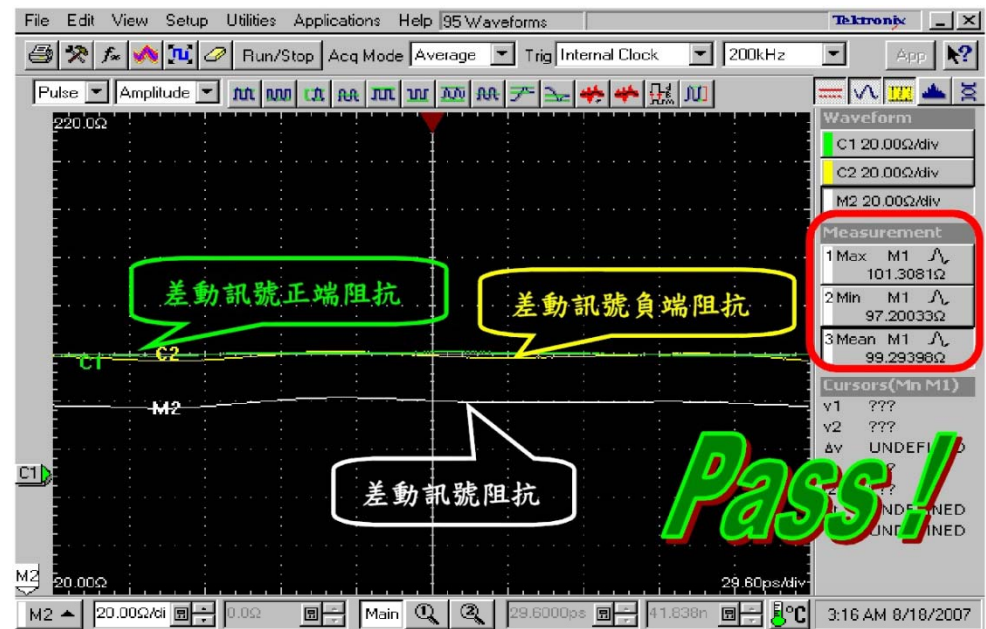 File Edit View Setup Utilities Applications Help 95 Waveforms Tektronix
Run/Stop Acq Mode Average Trig Internal Clock 200kHz App
Pulse Amplitude
220.0Ω
Waveform
C1 20.00Ω/div
C2 20.00Ω/div
M2 20.00Ω/div
Measurement
1 Max M1
101.3081Ω
2 Min M1
97.20033Ω
3 Mean M1
99.29398Ω
差動訊號正端阻抗
差動訊號負端阻抗
C1 C2
M2
差動訊號阻抗
Cursors(Mn M1)
v1 ???
v2 ???
Δv
Pass!
C1
M2
20.00Ω
29.60ps/div
M2 20.00Ω/di 0.0Ω Main 1 2 29.6000ps 41.838n °C 3:16 AM 8/18/2007